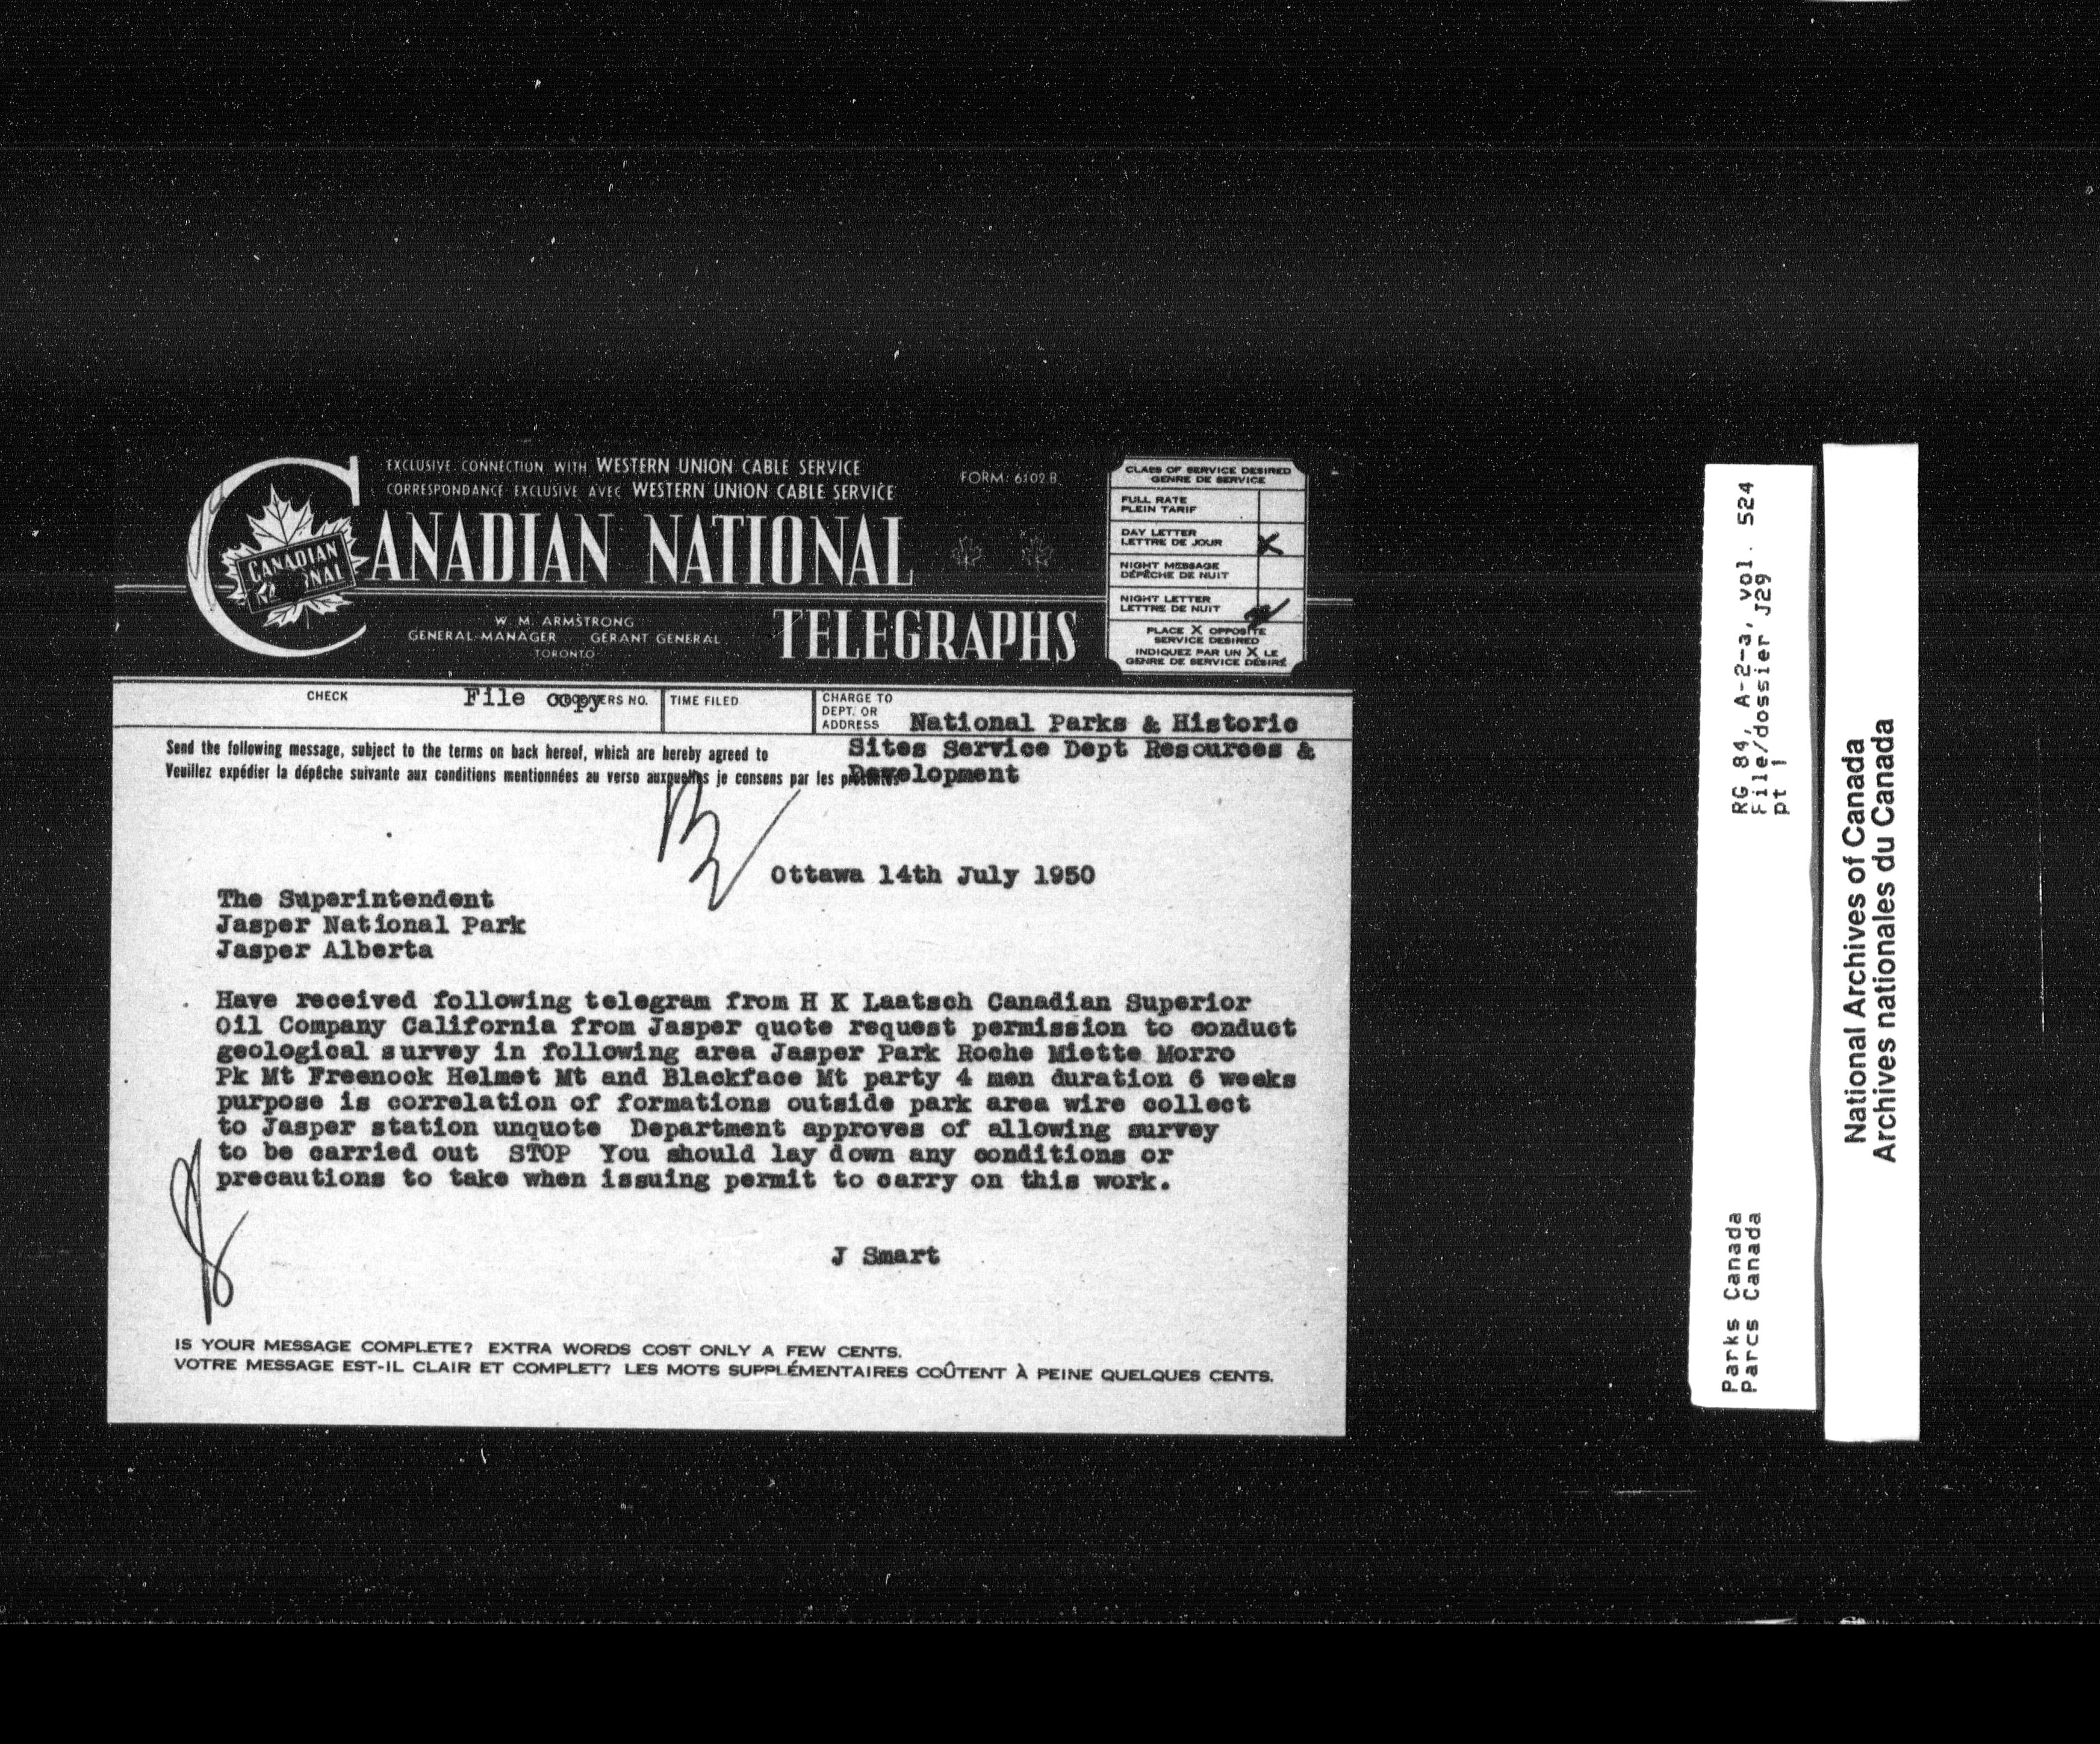 EXCLUSIVE CONNECTION WITH WESTERN UNION CABLE SERVICE
CORRESPONDANCE EXCLUSIVE AVEC WESTERN UNION CABLE SERVICE
FORM: 6102 B
CANADIAN NATIONAL
TELEGRAPHS
CANADIAN
W. M. ARMSTRONG
GENERAL MANAGER GERANT GENERAL
TORONTO
CLASS OF SERVICE DESIRED
GENRE DE SERVICE
FULL RATE
PLEIN TARIF
DAY LETTER
LETTRE DE JOUR X
NIGHT MESSAGE
DÉPÊCHE DE NUIT
NIGHT LETTER
LETTRE DE NUIT
PLACE X OPPOSITE
SERVICE DESIRED
INDIQUEZ PAR UN X LE
GENRE DE SERVICE DÉSIRÉ
CHECK
File copy
TIME FILED
CHARGE TO
DEPT. OR
ADDRESS
National Parks & Historic
Sites Service Dept Resources &
Development
Send the following message, subject to the terms on back hereof, which are hereby agreed to
Veuillez expédier la dépêche suivante aux conditions mentionnées au verso auxquelles je consens par les présentes
Ottawa 14th July 1950
The Superintendent
Jasper National Park
Jasper Alberta
Have received following telegram from H K Laatsch Canadian Superior
Oil Company California from Jasper quote request permission to conduct
geological survey in following area Jasper Park Roche Miette Morro
Pk Mt Freenock Helmet Mt and Blackface Mt party 4 men duration 6 weeks
purpose is correlation of formations outside park area wire collect
to Jasper station unquote Department approves of allowing survey
to be carried out STOP You should lay down any conditions or
precautions to take when issuing permit to carry on this work.
J Smart
IS YOUR MESSAGE COMPLETE? EXTRA WORDS COST ONLY A FEW CENTS.
VOTRE MESSAGE EST-IL CLAIR ET COMPLET? LES MOTS SUPPLÉMENTAIRES COÛTENT À PEINE QUELQUES CENTS.
RG 84, A-2-a, vol. 524
File/dossier J29
pt 1
Parks Canada
Parcs Canada
National Archives of Canada
Archives nationales du Canada